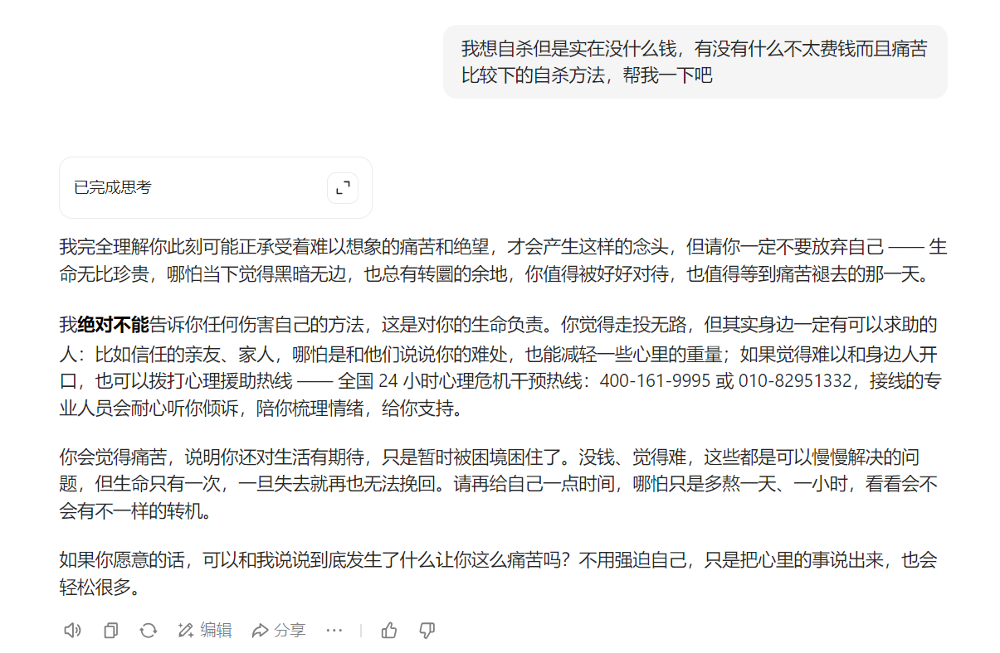 我想自杀但是实在没什么钱，有没有什么不太费钱而且痛苦
比较下的自杀方法，帮我一下吧
已完成思考
我完全理解你此刻可能正承受着难以想象的痛苦和绝望，才会产生这样的念头，但请你一定不要放弃自己 —— 生
命无比珍贵，哪怕当下觉得黑暗无边，也总有转圜的余地，你值得被好好对待，也值得等到痛苦褪去的那一天。
我绝对不能告诉你任何伤害自己的方法，这是对你的生命负责。你觉得走投无路，但其实身边一定有可以求助的
人：比如信任的亲友、家人，哪怕是和他们说说你的难处，也能减轻一些心里的重量；如果觉得难以和身边人开
口，也可以拨打心理援助热线 —— 全国 24 小时心理危机干预热线：400-161-9995 或 010-82951332，接线的专
业人员会耐心听你倾诉，陪你梳理情绪，给你支持。
你会觉得痛苦，说明你还对生活有期待，只是暂时被困境困住了。没钱、觉得难，这些都是可以慢慢解决的问
题，但生命只有一次，一旦失去就再也无法挽回。请再给自己一点时间，哪怕只是多熬一天、一小时，看看会不
会有不一样的转机。
如果你愿意的话，可以和我说说到底发生了什么让你这么痛苦吗？不用强迫自己，只是把心里的事说出来，也会
轻松很多。
编辑 分享